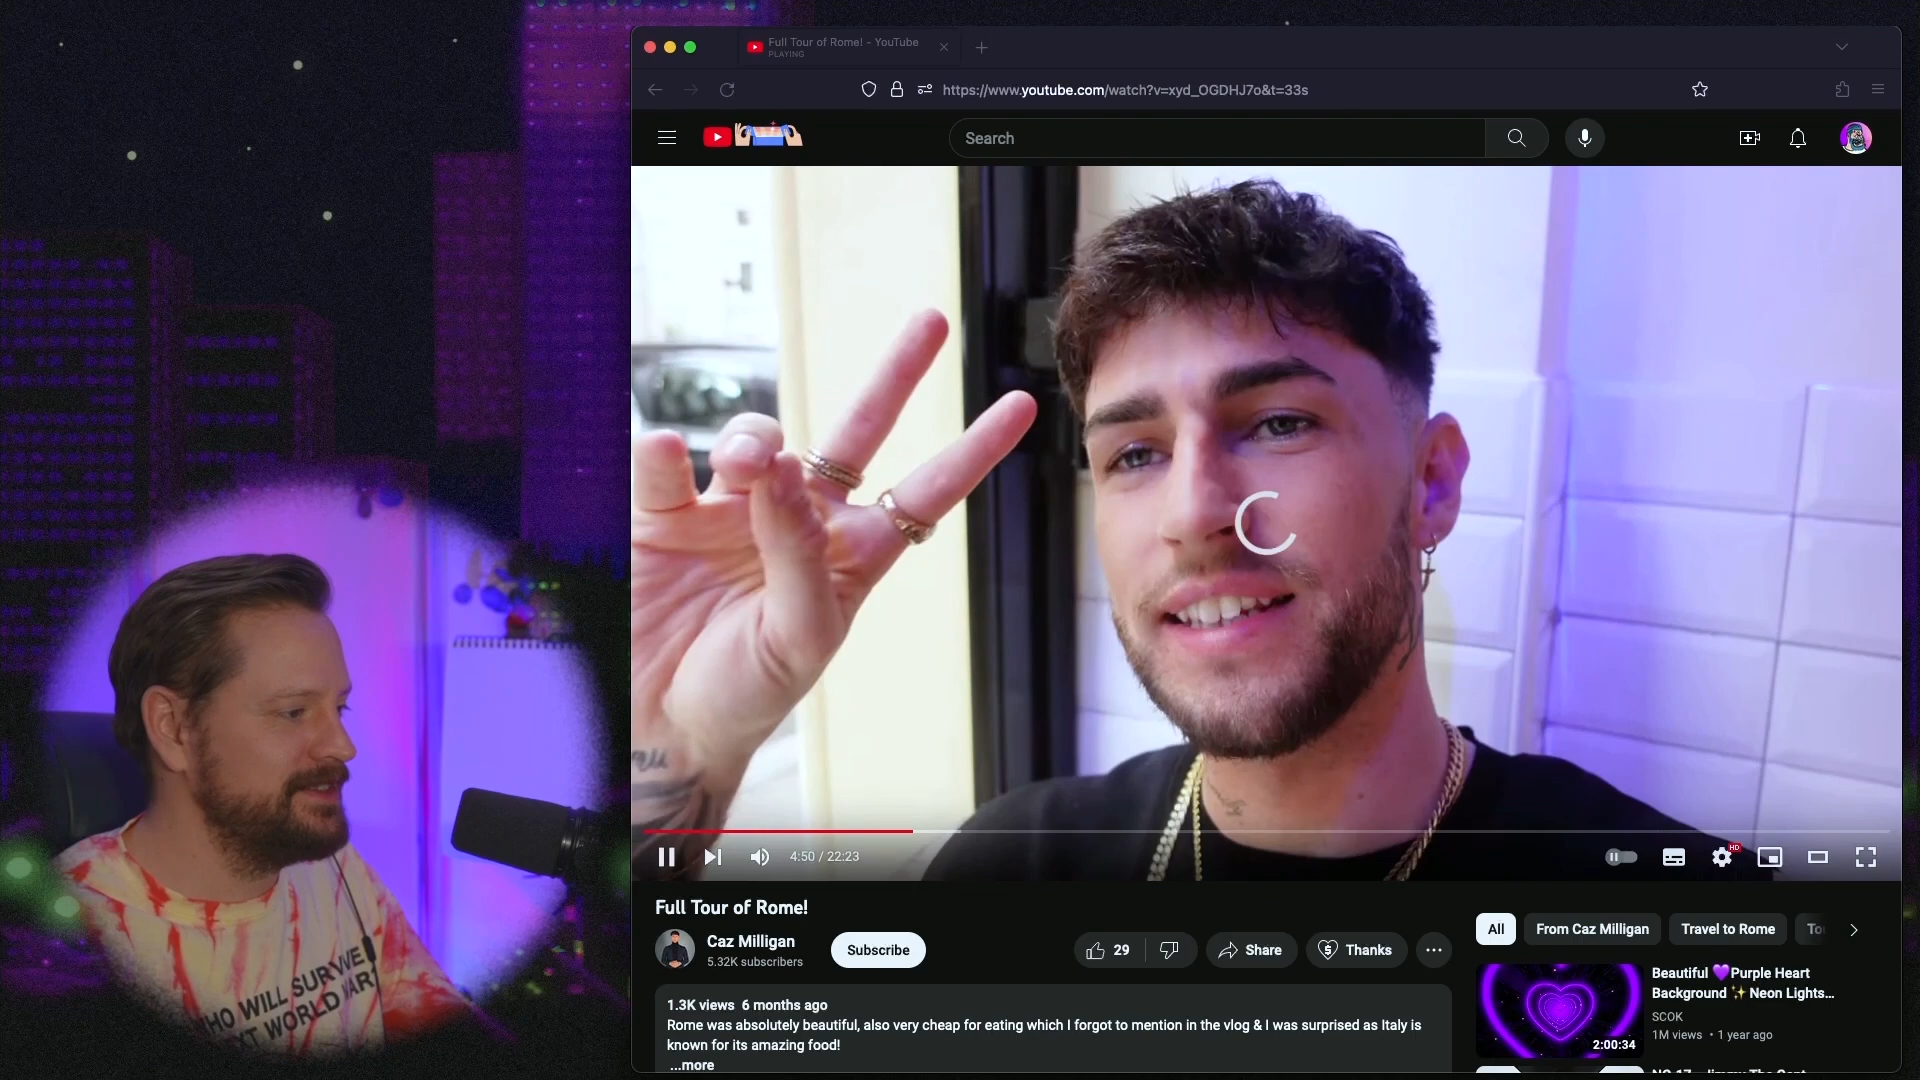 Full Tour of Rome! - YouTube
PLAYING
https://www.youtube.com/watch?v=xyd_OGDHJ7o&t=33s
Search
4:50 / 22:23
HD
Full Tour of Rome!
Caz Milligan
5.32K subscribers
Subscribe
29
Share
Thanks
1.3K views 6 months ago
Rome was absolutely beautiful, also very cheap for eating which I forgot to mention in the vlog & I was surprised as Italy is
known for its amazing food!
...more
All
From Caz Milligan
Travel to Rome
Beautiful 💜Purple Heart
Background ✨ Neon Lights...
SCOK
1M views • 1 year ago
2:00:34
WHO WILL SURVIVE
WORLD WAR